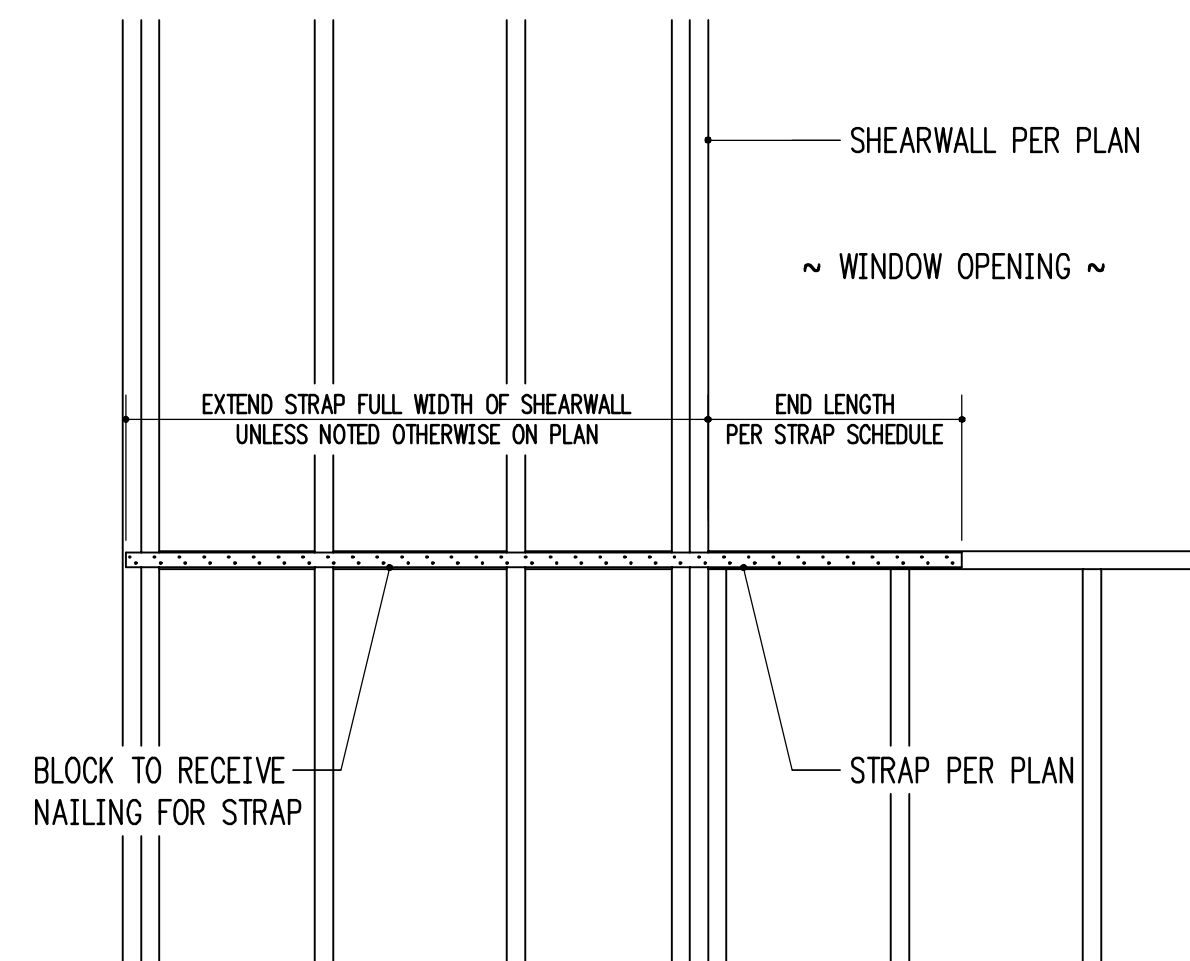 SHEARWALL PER PLAN
~ WINDOW OPENING ~
EXTEND STRAP FULL WIDTH OF SHEARWALL
UNLESS NOTED OTHERWISE ON PLAN
END LENGTH
PER STRAP SCHEDULE
BLOCK TO RECEIVE
NAILING FOR STRAP
STRAP PER PLAN